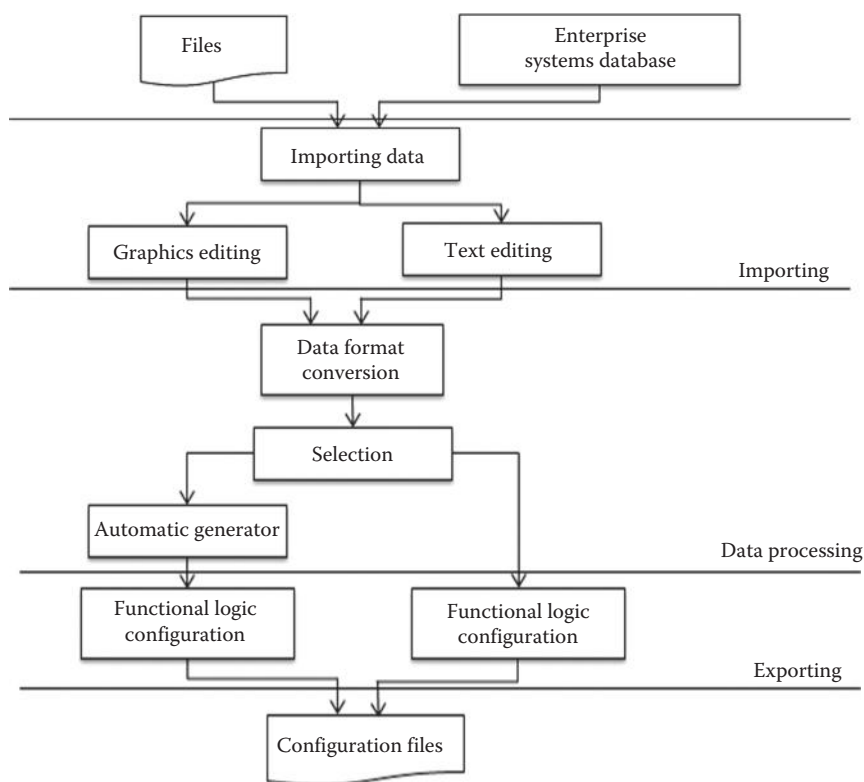 Files
Enterprise
systems database
Importing data
Graphics editing
Text editing
Importing
Data format
conversion
Selection
Automatic generator
Data processing
Functional logic
configuration
Functional logic
configuration
Exporting
Configuration files